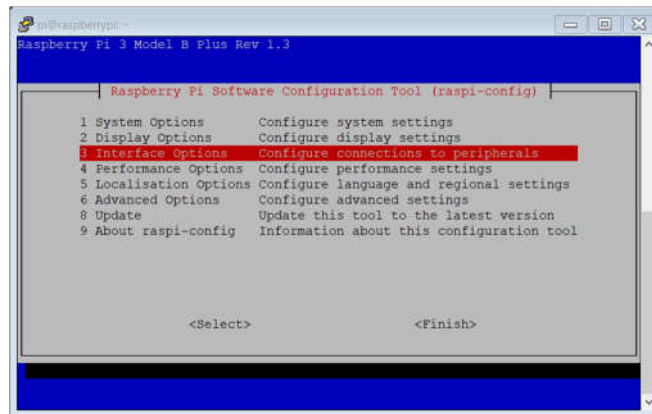 pi@raspberrypi: ~
Raspberry Pi 3 Model B Plus Rev 1.3
Raspberry Pi Software Configuration Tool (raspi-config)
1 System Options Configure system settings
2 Display Options Configure display settings
3 Interface Options Configure connections to peripherals
4 Performance Options Configure performance settings
5 Localisation Options Configure language and regional settings
6 Advanced Options Configure advanced settings
8 Update Update this tool to the latest version
9 About raspi-config Information about this configuration tool
<Select> <Finish>